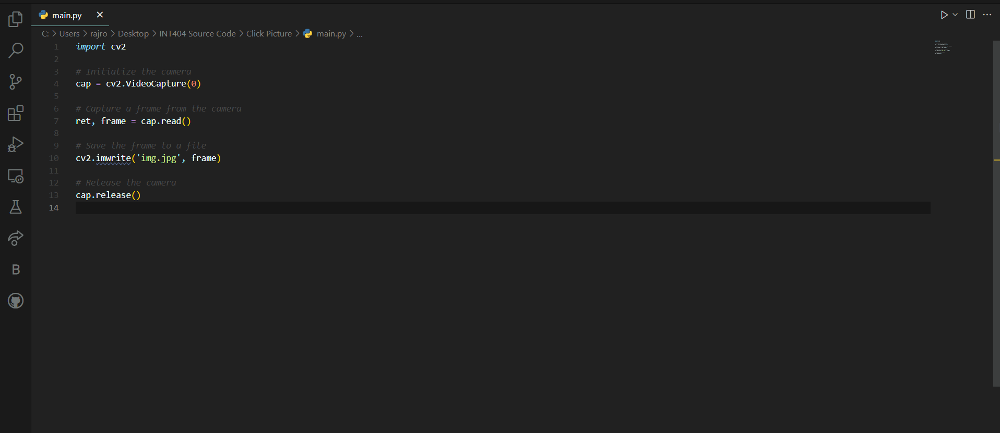 main.py
C: > Users > rajro > Desktop > INT404 Source Code > Click Picture > main.py > ...
1 import cv2
2
3 # Initialize the camera
4 cap = cv2.VideoCapture(0)
5
6 # Capture a frame from the camera
7 ret, frame = cap.read()
8
9 # Save the frame to a file
10 cv2.imwrite('img.jpg', frame)
11
12 # Release the camera
13 cap.release()
14
B